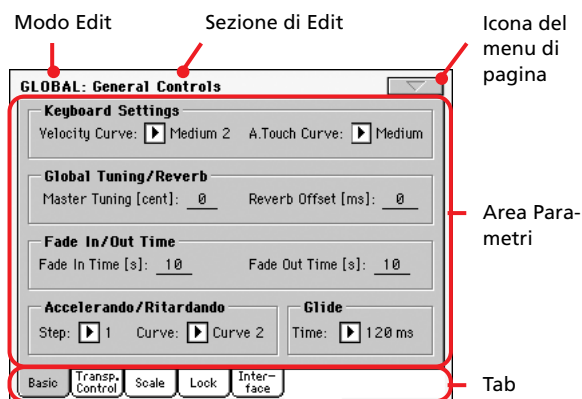 Modo Edit
Sezione di Edit
Icona del
menu di
pagina
GLOBAL: General Controls
Keyboard Settings
Velocity Curve: Medium 2 A.Touch Curve: Medium
Global Tuning/Reverb
Master Tuning [cent]: 0 Reverb Offset [ms]: 0
Area Para-
metri
Fade In/Out Time
Fade In Time [s]: 10 Fade Out Time [s]: 10
Accelerando/Ritardando Glide
Step: 1 Curve: Curve 2 Time: 120 ms
Basic
Transp.
Control
Scale
Lock
Inter-
face
Tab